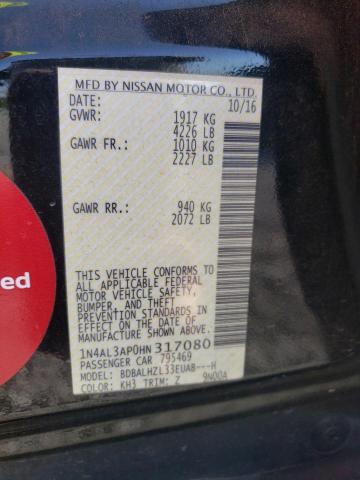 MFD BY NISSAN MOTOR CO., LTD.
DATE: 10/16
GVWR: 1917 KG
4226 LB
GAWR FR.: 1010 KG
2227 LB
GAWR RR.: 940 KG
2072 LB
THIS VEHICLE CONFORMS TO
ALL APPLICABLE FEDERAL
MOTOR VEHICLE SAFETY,
BUMPER, AND THEFT
PREVENTION STANDARDS IN
EFFECT ON THE DATE OF
MANUFACTURE SHOWN ABOVE.
1N4AL3AP0HN317080
PASSENGER CAR 795469
MODEL: BDBALHZL33EUA8---H
COLOR: KH3 TRIM: Z 9400A
ed